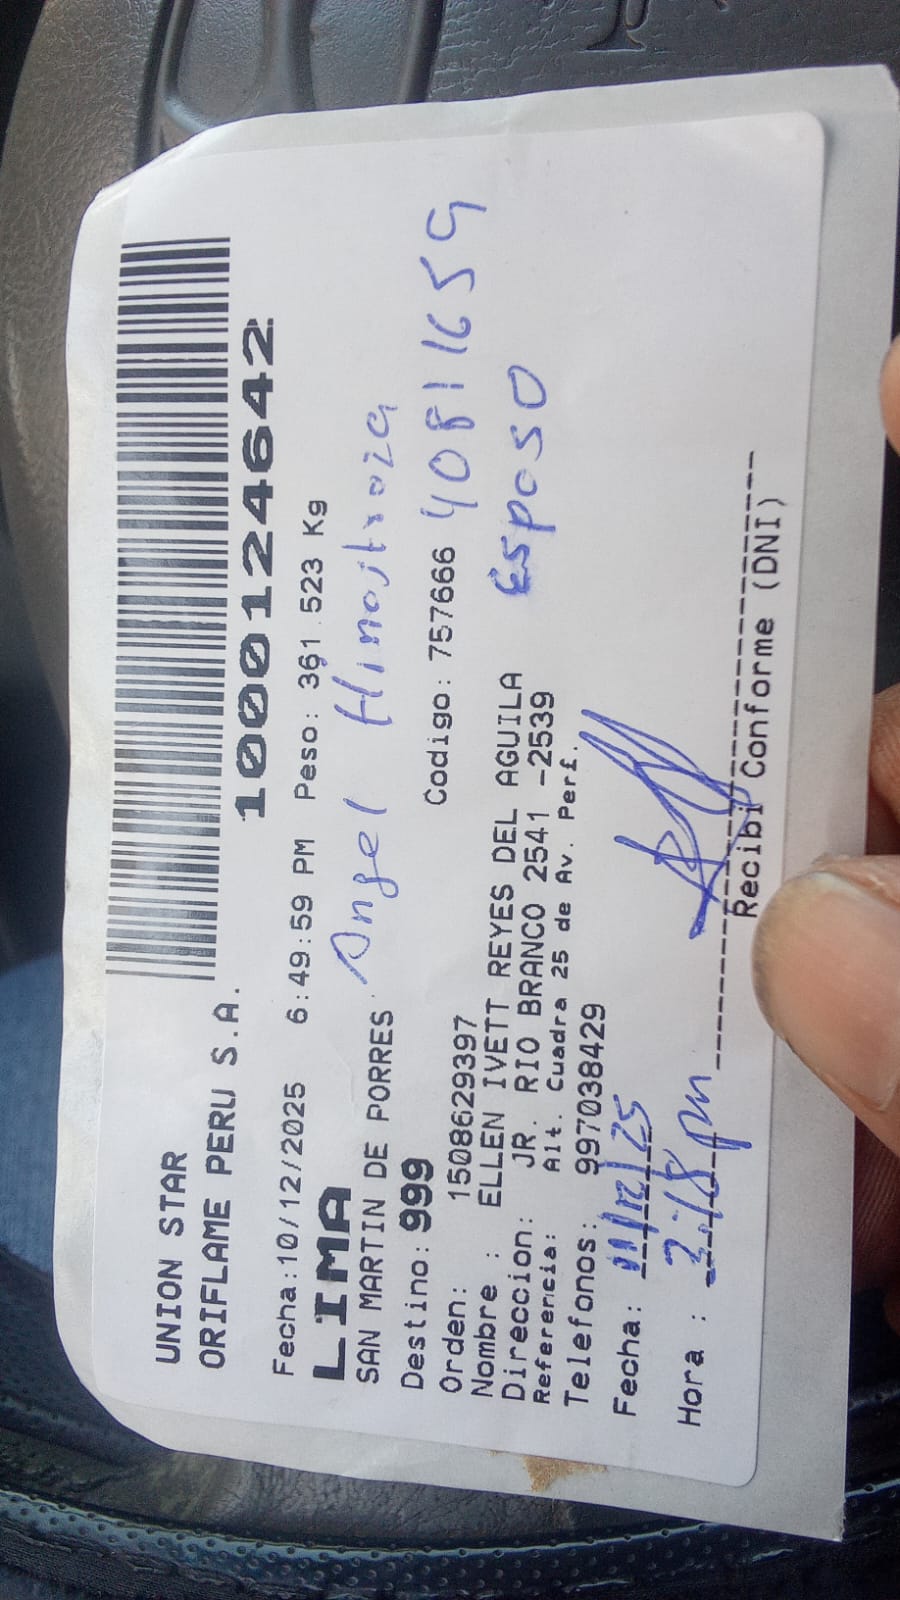 UNION STAR
ORIFLAME PERU S.A.
1000124642
Fecha:10/12/2025 6:49:59 PM Peso: 361.523 Kg
LIMA
SAN MARTIN DE PORRES
Angel Hinostroza
Destino: 999 Codigo: 757666
40811659
Orden: 1508629397
Esposo
Nombre : ELLEN IVETT REYES DEL AGUILA
Direccion: JR. RIO BRANCO 2541 -2539
Referencia: Alt. Cuadra 25 de Av. Perf.
Telefonos: 997038429
Fecha: 11/12/25
Hora : 3:18 pm
Recibi Conforme (DNI)